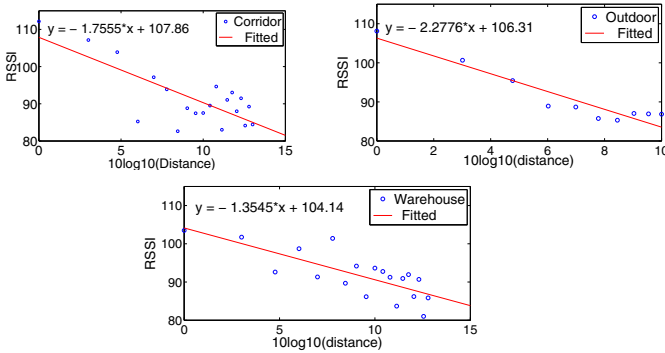 110
100
90
80
RSSI
y = − 1.7555*x + 107.86
Corridor
Fitted
0
5
10
15
10log10(Distance)
110
100
90
80
RSSI
y = − 2.2776*x + 106.31
Outdoor
Fitted
0
2
4
6
8
10
10log10(distance)
110
100
90
80
RSSI
y = − 1.3545*x + 104.14
Warehouse
Fitted
0
5
10
15
10log10(distance)